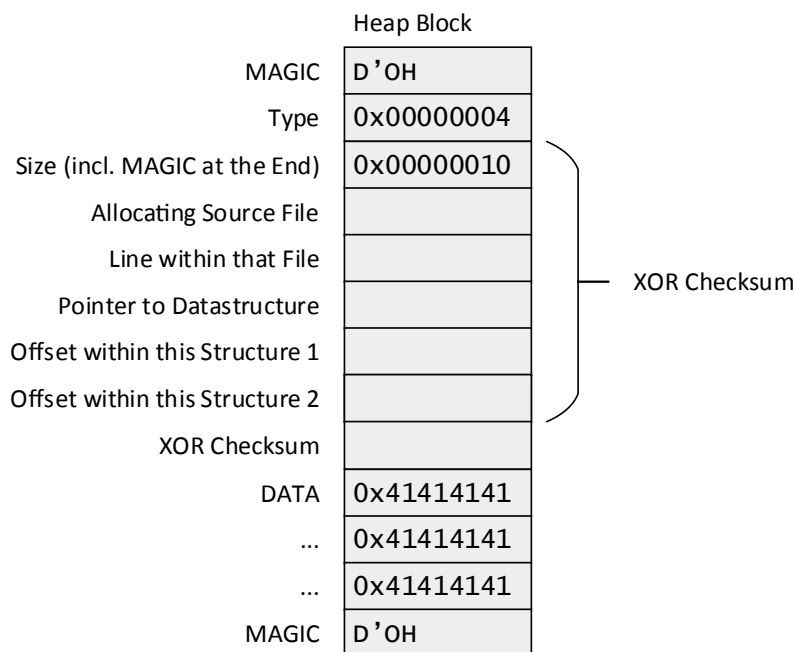 Heap Block
MAGIC D’OH
Type 0x00000004
Size (incl. MAGIC at the End) 0x00000010
Allocating Source File
Line within that File
Pointer to Datastructure
XOR Checksum
Offset within this Structure 1
Offset within this Structure 2
XOR Checksum
DATA 0x41414141
... 0x41414141
... 0x41414141
MAGIC D’OH